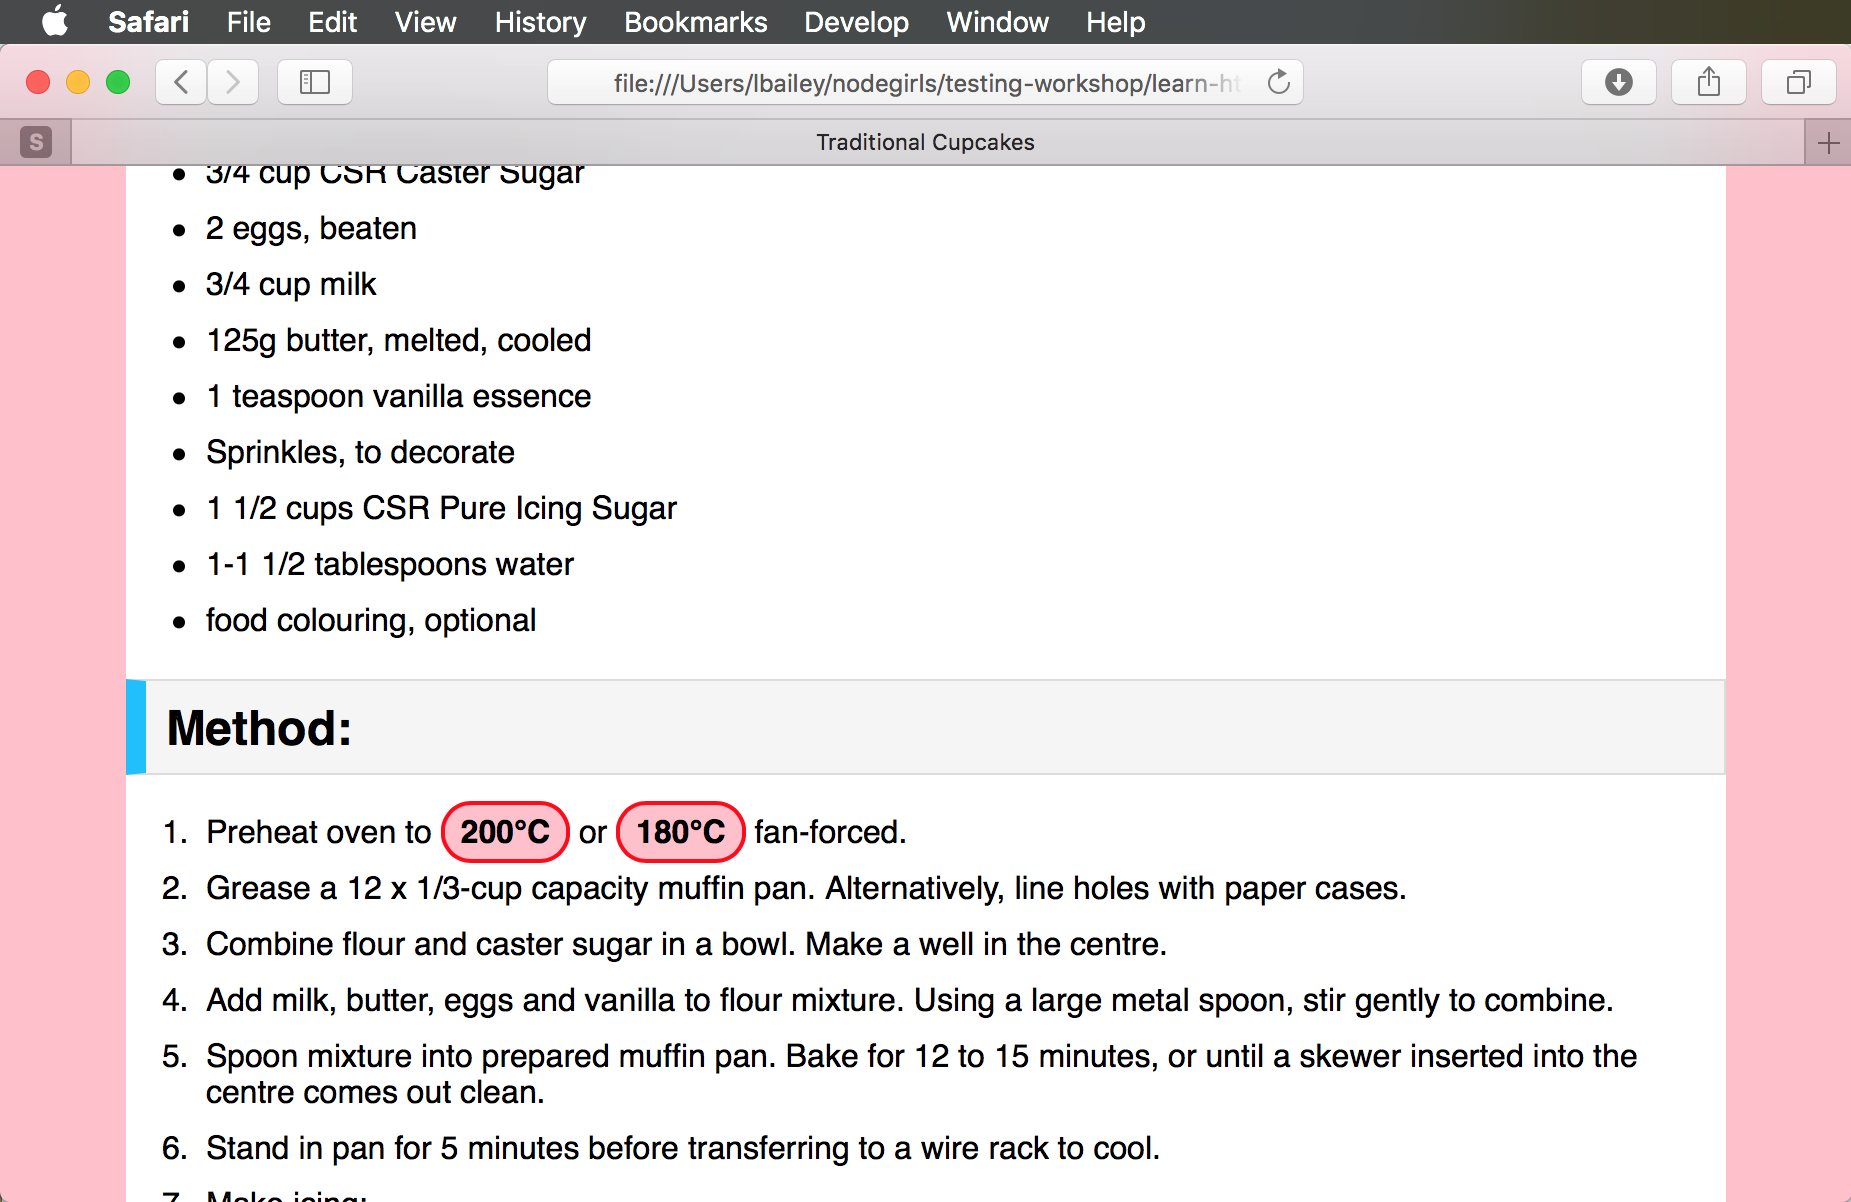 Safari File Edit View History Bookmarks Develop Window Help
file:///Users/lbailey/nodegirls/testing-workshop/learn-ht
S
Traditional Cupcakes
3/4 cup CSR Caster Sugar
2 eggs, beaten
3/4 cup milk
125g butter, melted, cooled
1 teaspoon vanilla essence
Sprinkles, to decorate
1 1/2 cups CSR Pure Icing Sugar
1-1 1/2 tablespoons water
food colouring, optional
Method:
1. Preheat oven to 200°C or 180°C fan-forced.
2. Grease a 12 x 1/3-cup capacity muffin pan. Alternatively, line holes with paper cases.
3. Combine flour and caster sugar in a bowl. Make a well in the centre.
4. Add milk, butter, eggs and vanilla to flour mixture. Using a large metal spoon, stir gently to combine.
5. Spoon mixture into prepared muffin pan. Bake for 12 to 15 minutes, or until a skewer inserted into the
centre comes out clean.
6. Stand in pan for 5 minutes before transferring to a wire rack to cool.
7. Make icing: